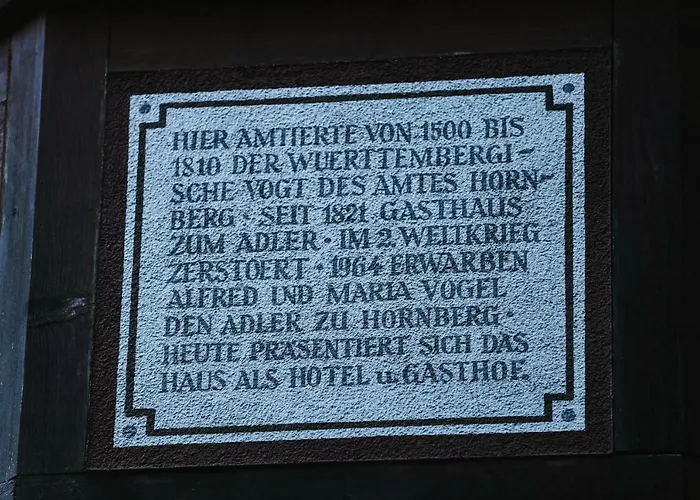 HIER AMTIERTE VON 1500 BIS
1810 DER WUERTTEMBERGI-
SCHE VOGT DES AMTES HORN-
BERG · SEIT 1821 GASTHAUS
ZUM ADLER · IM 2. WELTKRIEG
ZERSTOERT · 1964 ERWARBEN
ALFRED UND MARIA VOGEL
DEN ADLER ZU HORNBERG ·
HEUTE PRÄSENTIERT SICH DAS
HAUS ALS HOTEL u. GASTHOF.